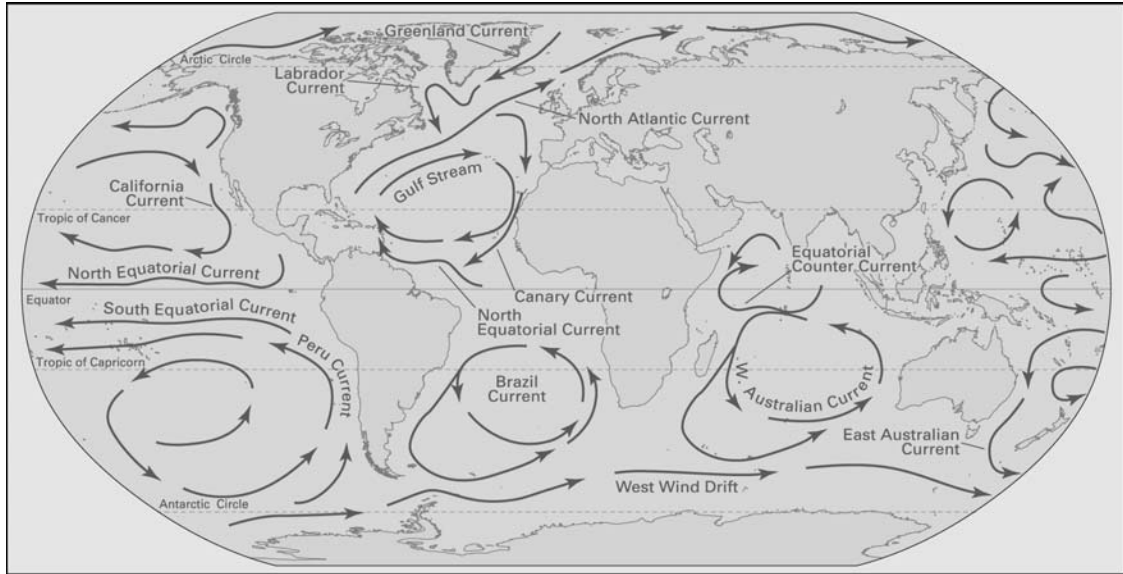 Greenland Current
Arctic Circle
Labrador
Current
North Atlantic Current
Gulf Stream
California
Current
Tropic of Cancer
Equatorial
Counter Current
North Equatorial Current
Canary Current
Equator
South Equatorial Current
North
Equatorial Current
Tropic of Capricorn
Peru Current
Brazil
Current
W. Australian Current
East Australian
Current
West Wind Drift
Antarctic Circle